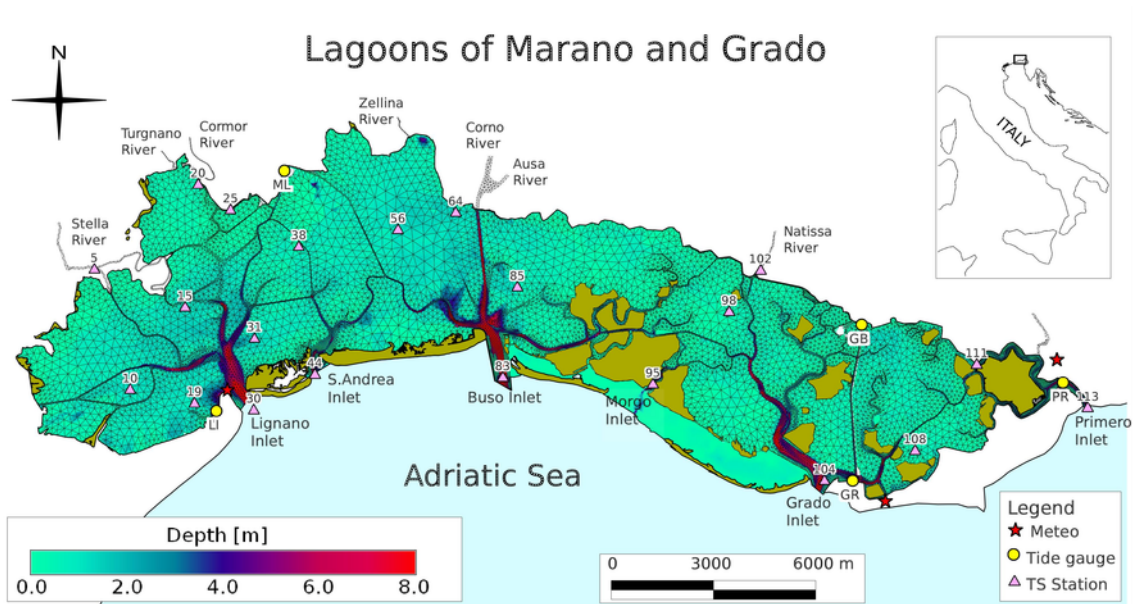 Lagoons of Marano and Grado
N
ITALY
Zellina
River
Turgnano
River
Cormor
River
Corno
River
Ausa
River
20
ML
25
64
56
38
Stella
River
5
Natissa
River
102
85
15
98
31
GB
44
S.Andrea
Inlet
83
Buso Inlet
95
Morgo
Inlet
111
10
19
LI
30
Lignano
Inlet
PR
113
Primero
Inlet
108
104
GR
Grado
Inlet
Adriatic Sea
Depth [m]
0.0 2.0 4.0 6.0 8.0
0 3000 6000 m
Legend
Meteo
Tide gauge
TS Station